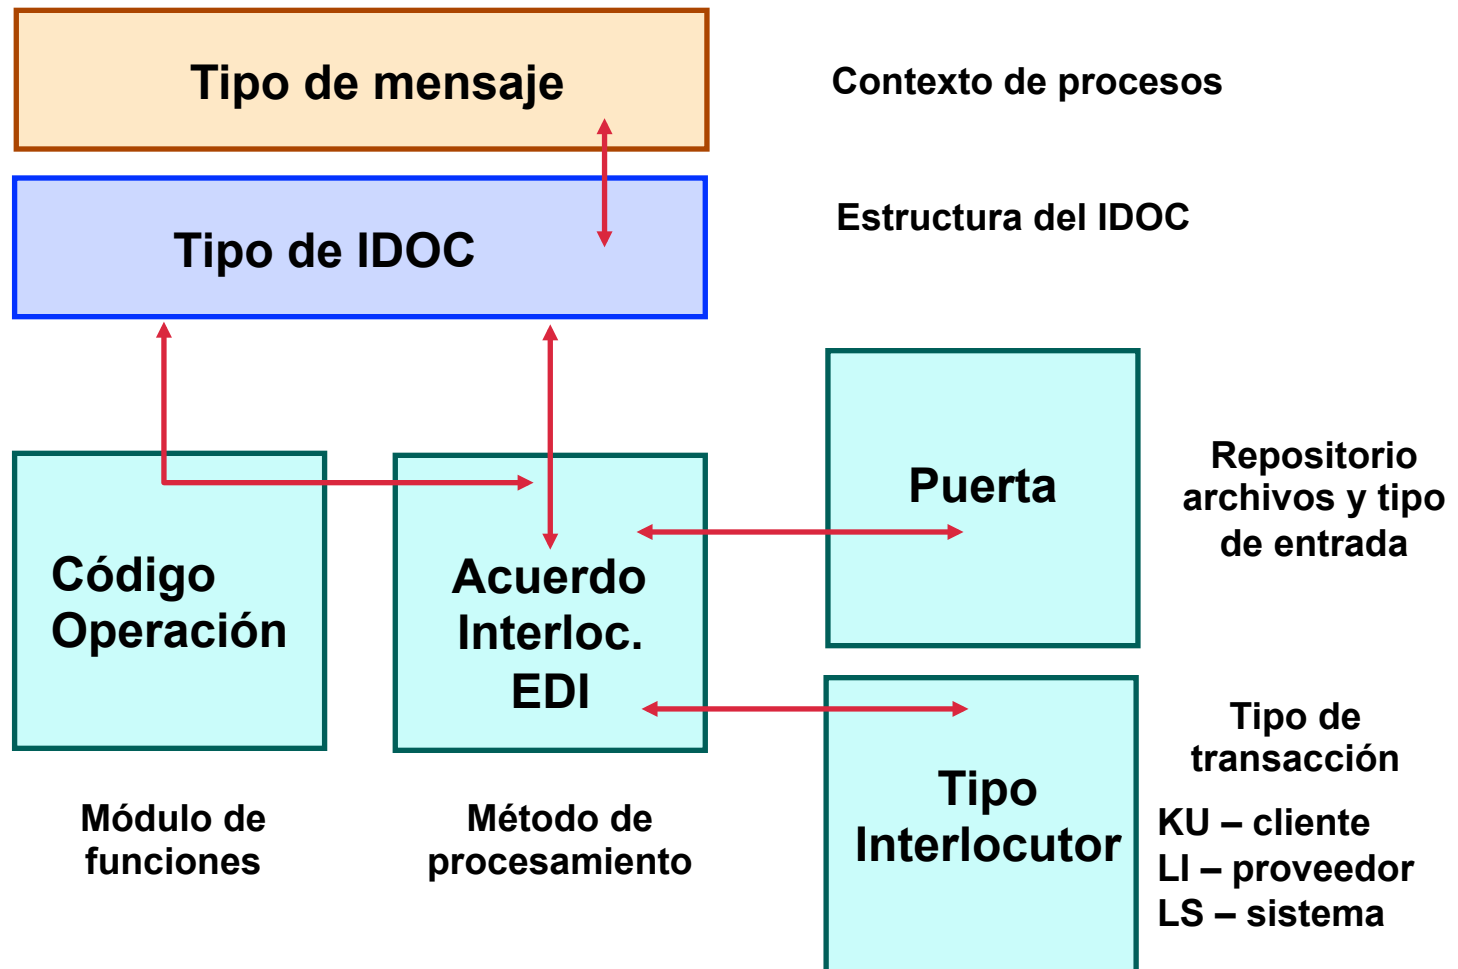 Tipo de mensaje
Contexto de procesos
Tipo de IDOC
Estructura del IDOC
Código
Operación
Acuerdo
Interloc.
EDI
Puerta
Repositorio
archivos y tipo
de entrada
Módulo de
funciones
Método de
procesamiento
Tipo
Interlocutor
Tipo de
transacción
KU – cliente
LI – proveedor
LS – sistema